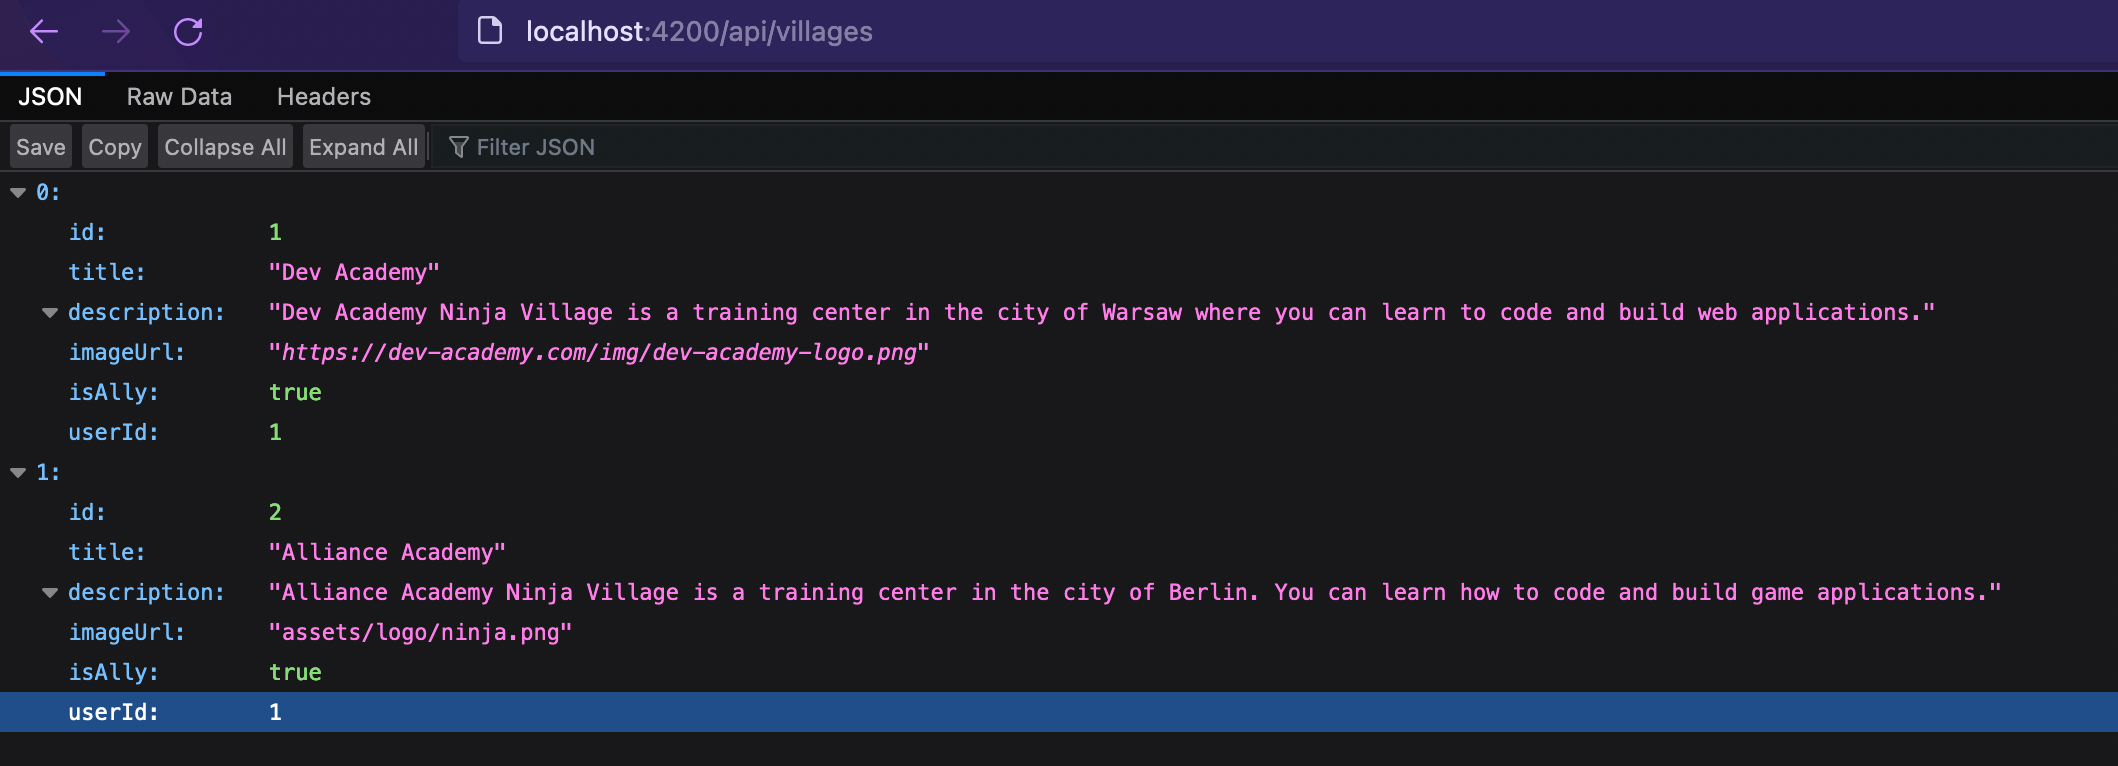 localhost:4200/api/villages
JSON Raw Data Headers
Save Copy Collapse All Expand All Filter JSON
0:
id: 1
title: "Dev Academy"
description: "Dev Academy Ninja Village is a training center in the city of Warsaw where you can learn to code and build web applications."
imageUrl: "https://dev-academy.com/img/dev-academy-logo.png"
isAlly: true
userId: 1
1:
id: 2
title: "Alliance Academy"
description: "Alliance Academy Ninja Village is a training center in the city of Berlin. You can learn how to code and build game applications."
imageUrl: "assets/logo/ninja.png"
isAlly: true
userId: 1